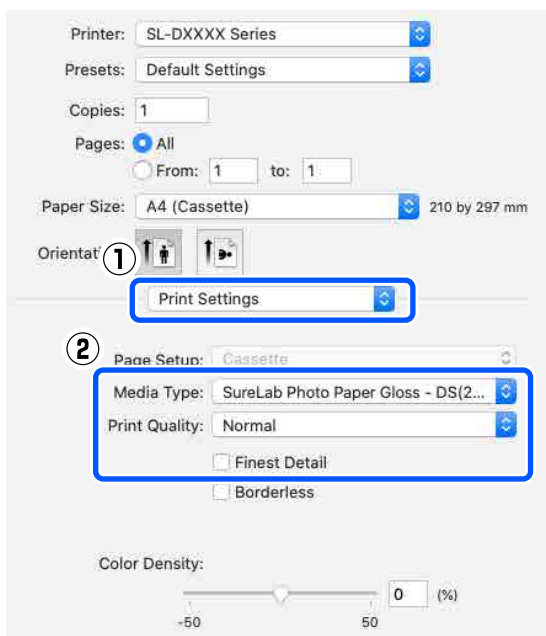 Printer: SL-DXXXX Series
Presets: Default Settings
Copies: 1
Pages: All
From: 1 to: 1
Paper Size: A4 (Cassette) 210 by 297 mm
Orientati
①
Print Settings
②
Page Setup: Cassette
Media Type: SureLab Photo Paper Gloss - DS(2...
Print Quality: Normal
Finest Detail
Borderless
Color Density:
0 (%)
-50 50